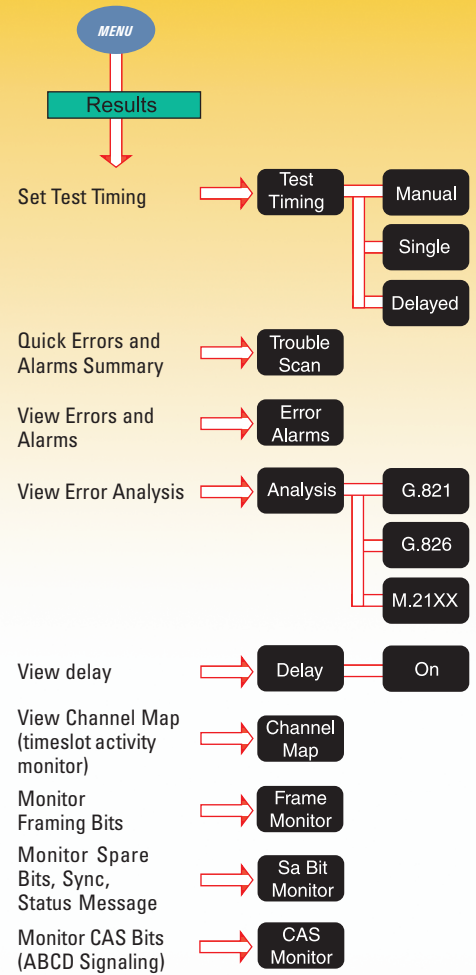 MENU
Results
Set Test Timing
Test
Timing
Manual
Single
Delayed
Quick Errors and
Alarms Summary
Trouble
Scan
View Errors and
Alarms
Error
Alarms
View Error Analysis
Analysis
G.821
G.826
M.21XX
View delay
Delay
On
View Channel Map
(timeslot activity
monitor)
Channel
Map
Monitor
Framing Bits
Frame
Monitor
Monitor Spare
Bits, Sync,
Status Message
Sa Bit
Monitor
Monitor CAS Bits
(ABCD Signaling)
CAS
Monitor